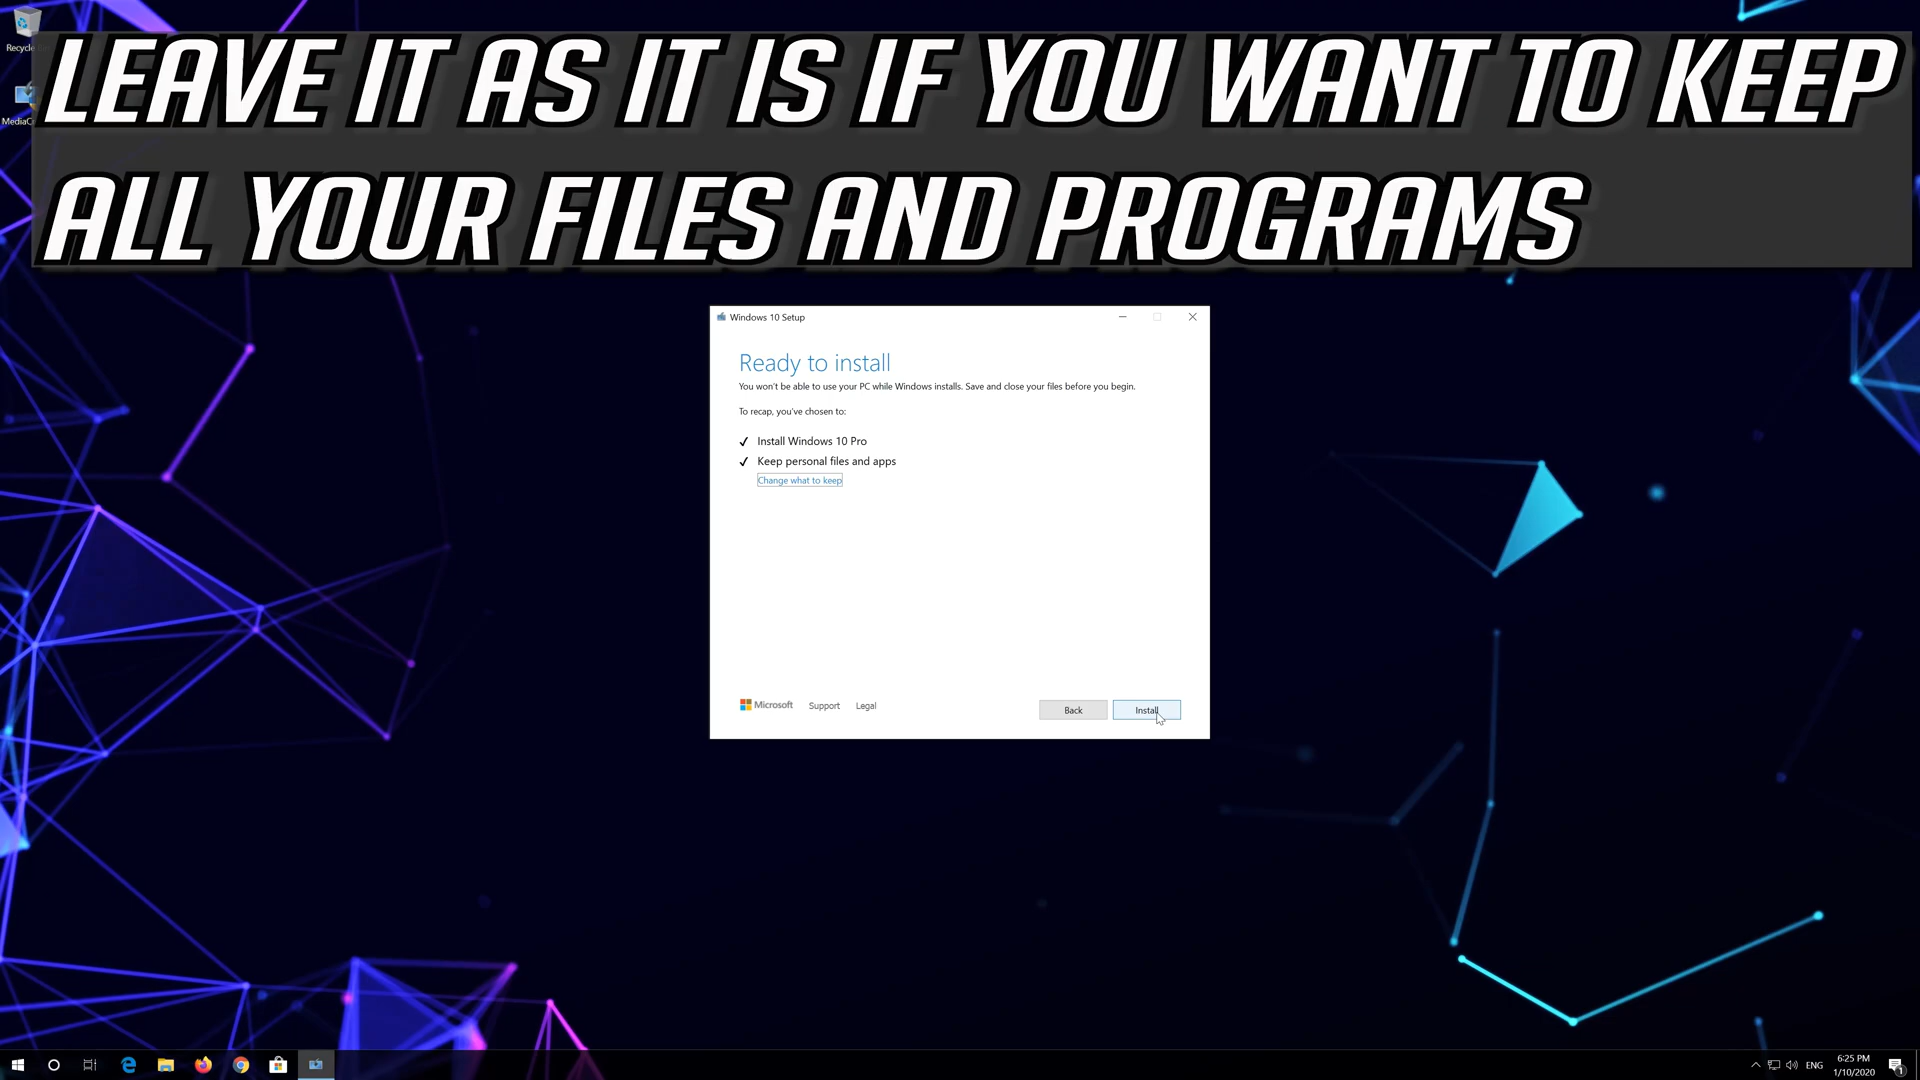 LEAVE IT AS IT IS IF YOU WANT TO KEEP
ALL YOUR FILES AND PROGRAMS
Recycle
Windows 10 Setup
Ready to install
You won't be able to use your PC while Windows installs. Save and close your files before you begin.
To recap, you've chosen to:
Install Windows 10 Pro
Keep personal files and apps
Change what to keep
Microsoft Support Legal
Back Install
ENG
6:25 PM
1/10/2020
1